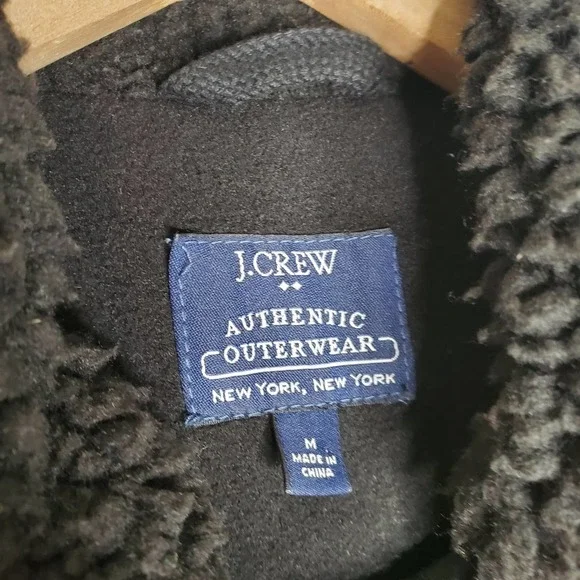 J.CREW
AUTHENTIC
OUTERWEAR
NEW YORK, NEW YORK
M
MADE IN
CHINA